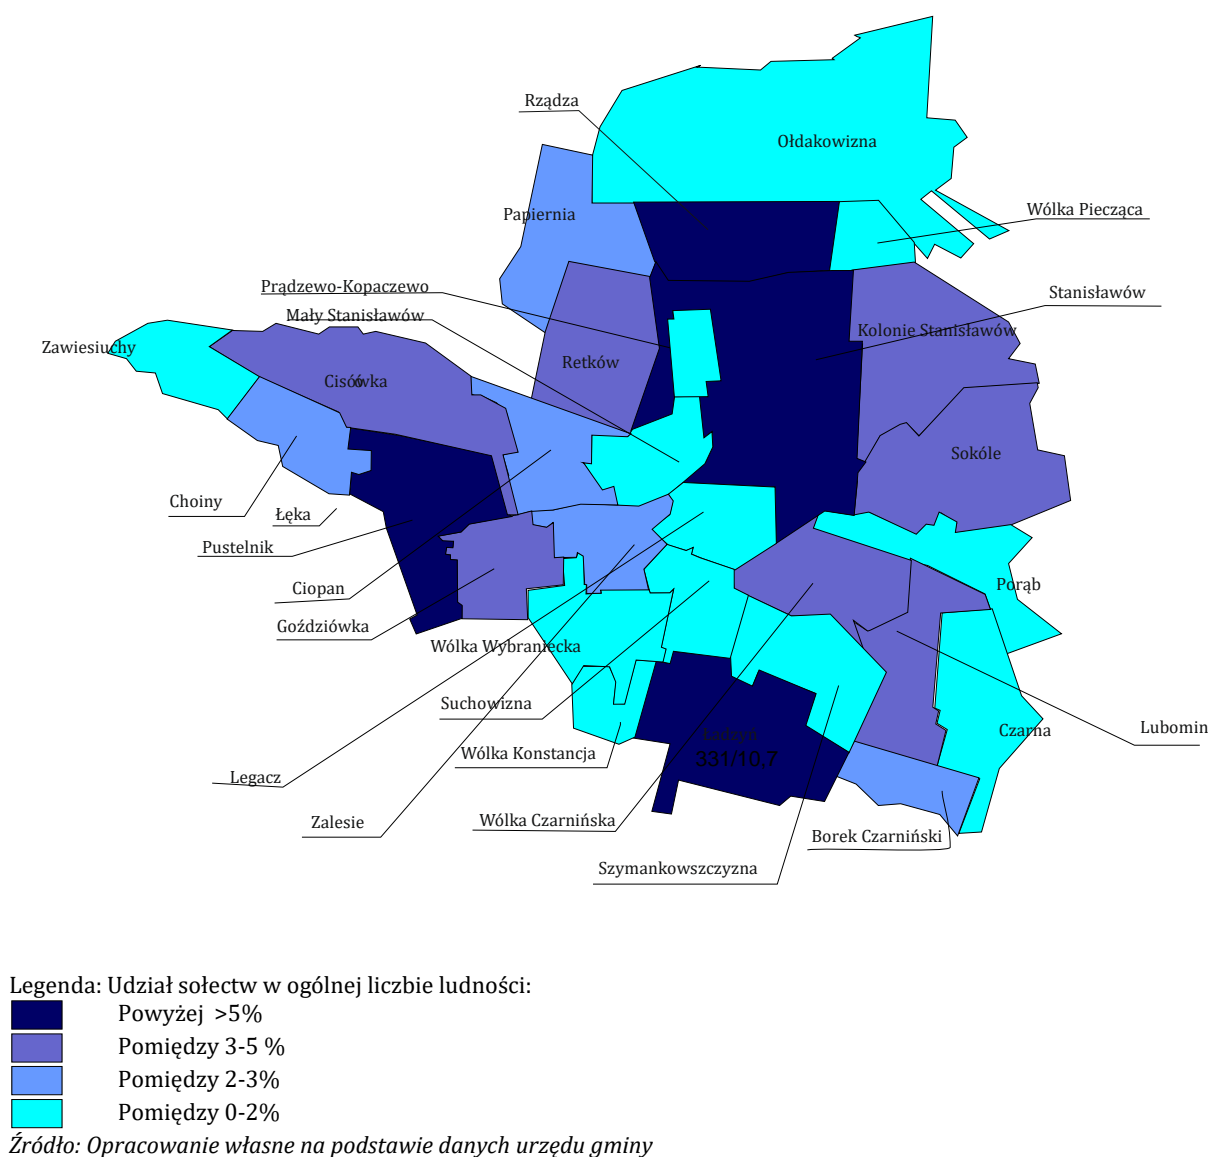 Rządza
Ołdakowizna
Papiernia
Wólka Piecząca
Prądzewo-Kopaczewo
Stanisławów
Mały Stanisławów
Kolonie Stanisławów
Zawiesiuchy
Retków
Cisówka
Sokóle
Choiny
Łęka
Pustelnik
Ciopan
Porąb
Goździówka
Wólka Wybraniecka
Suchowizna
Czarna
Lubomin
Ładzyń
331/10,7
Wólka Konstancja
Legacz
Zalesie
Wólka Czarnińska
Borek Czarniński
Szymankowszczyzna
Legenda: Udział sołectw w ogólnej liczbie ludności:
Powyżej >5%
Pomiędzy 3-5 %
Pomiędzy 2-3%
Pomiędzy 0-2%
Źródło: Opracowanie własne na podstawie danych urzędu gminy